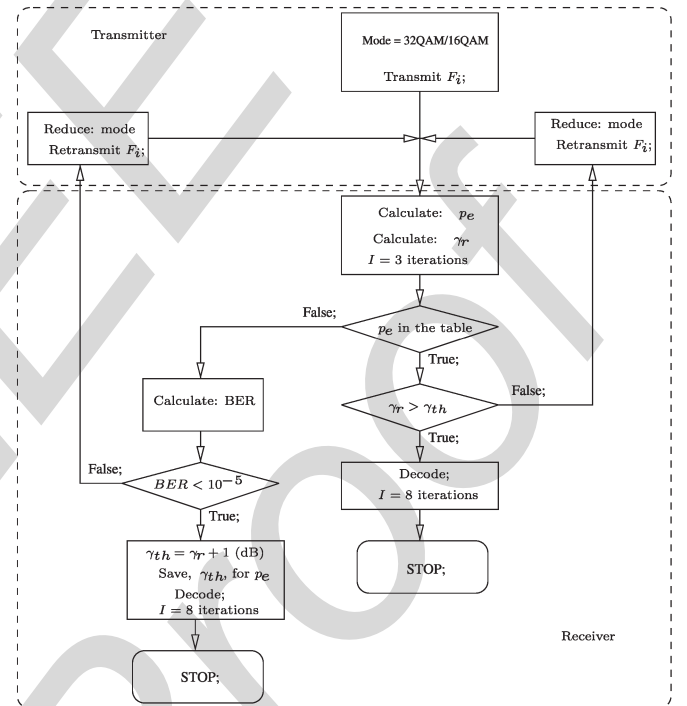 Transmitter
Mode = 32QAM/16QAM
Transmit Fi;
Reduce: mode
Retransmit Fi;
Reduce: mode
Retransmit Fi;
Calculate: pe
Calculate: γr
I = 3 iterations
False;
pe in the table
True;
Calculate: BER
γr > γth
False;
True;
False;
BER < 10−5
Decode;
I = 8 iterations
True;
γth = γr + 1 (dB)
Save, γth, for pe
Decode;
I = 8 iterations
STOP;
Receiver
STOP;
IEEE
Proof